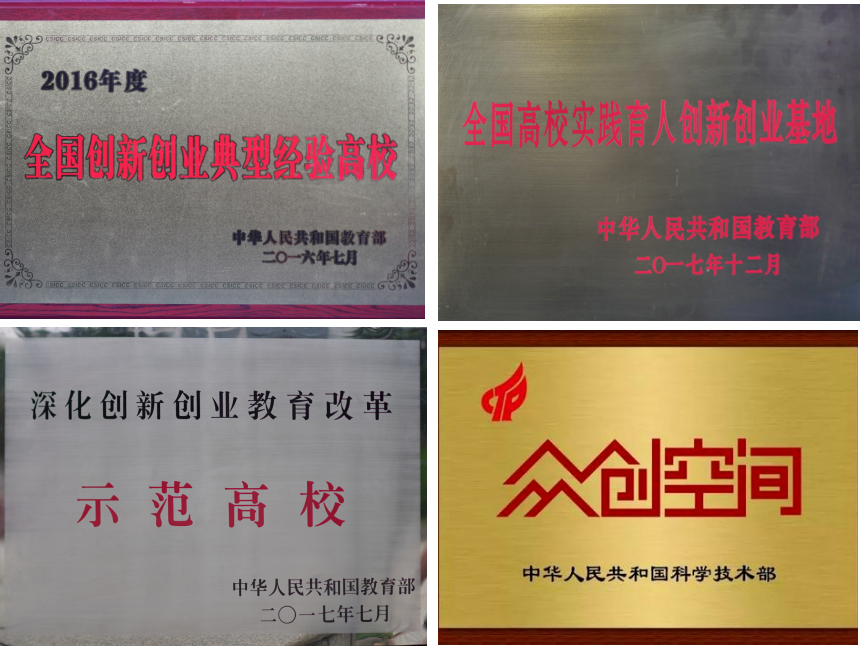 2016年度
全国创新创业典型经验高校
中华人民共和国教育部
二〇一六年七月
全国高校实践育人创新创业基地
中华人民共和国教育部
二〇一七年十二月
深化创新创业教育改革
示范高校
中华人民共和国教育部
二〇一七年七月
众创空间
中华人民共和国科学技术部